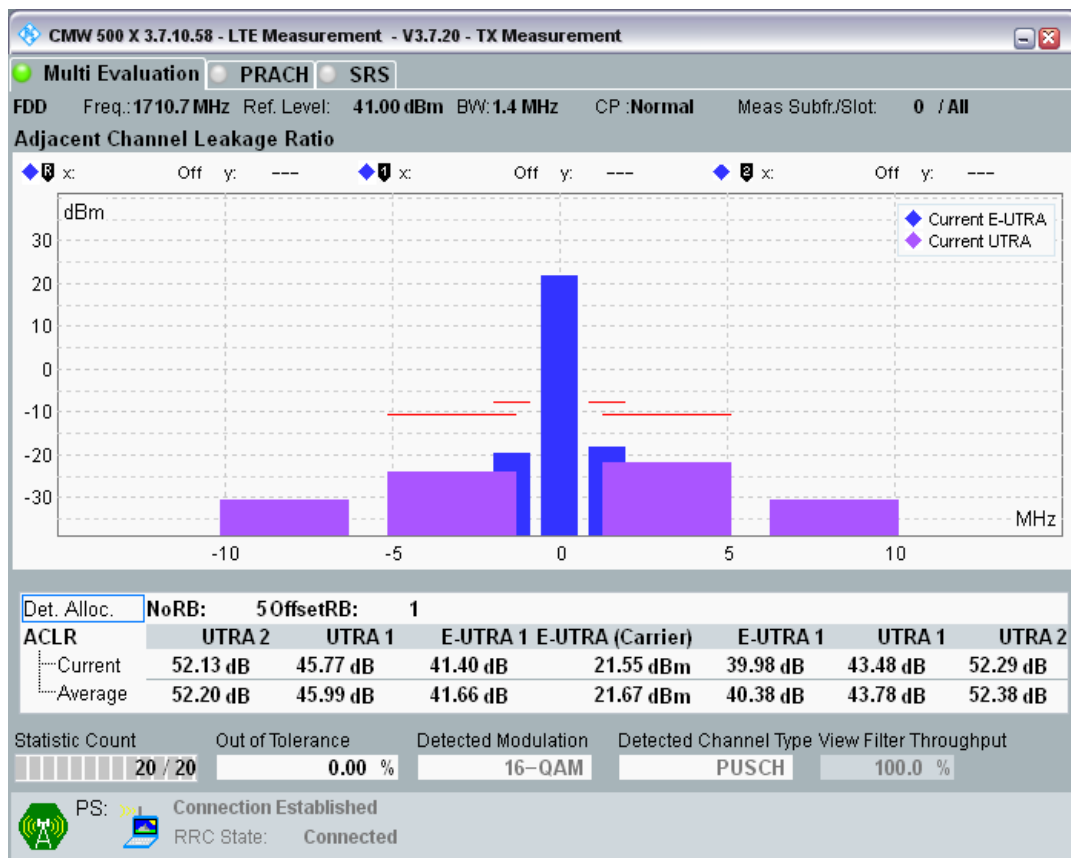 CMW 500 X 3.7.10.58 - LTE Measurement - V3.7.20 - TX Measurement
Multi Evaluation PRACH SRS
FDD Freq.: 1710.7 MHz Ref. Level: 41.00 dBm BW: 1.4 MHz CP : Normal Meas Subfr./Slot: 0 / All
Adjacent Channel Leakage Ratio
R x: Off y: --- 1 x: Off y: --- 2 x: Off y: ---
dBm
Current E-UTRA
Current UTRA
30
20
10
0
-10
-20
-30
MHz
-10 -5 0 5 10
Det. Alloc. NoRB: 5 OffsetRB: 1
ACLR UTRA 2 UTRA 1 E-UTRA 1 E-UTRA (Carrier) E-UTRA 1 UTRA 1 UTRA 2
Current 52.13 dB 45.77 dB 41.40 dB 21.55 dBm 39.98 dB 43.48 dB 52.29 dB
Average 52.20 dB 45.99 dB 41.66 dB 21.67 dBm 40.38 dB 43.78 dB 52.38 dB
Statistic Count Out of Tolerance Detected Modulation Detected Channel Type View Filter Throughput
20 / 20 0.00 % 16-QAM PUSCH 100.0 %
PS: Connection Established
RRC State: Connected